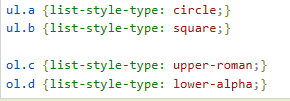 ul.a {list-style-type: circle;}
ul.b {list-style-type: square;}
ol.c {list-style-type: upper-roman;}
ol.d {list-style-type: lower-alpha;}